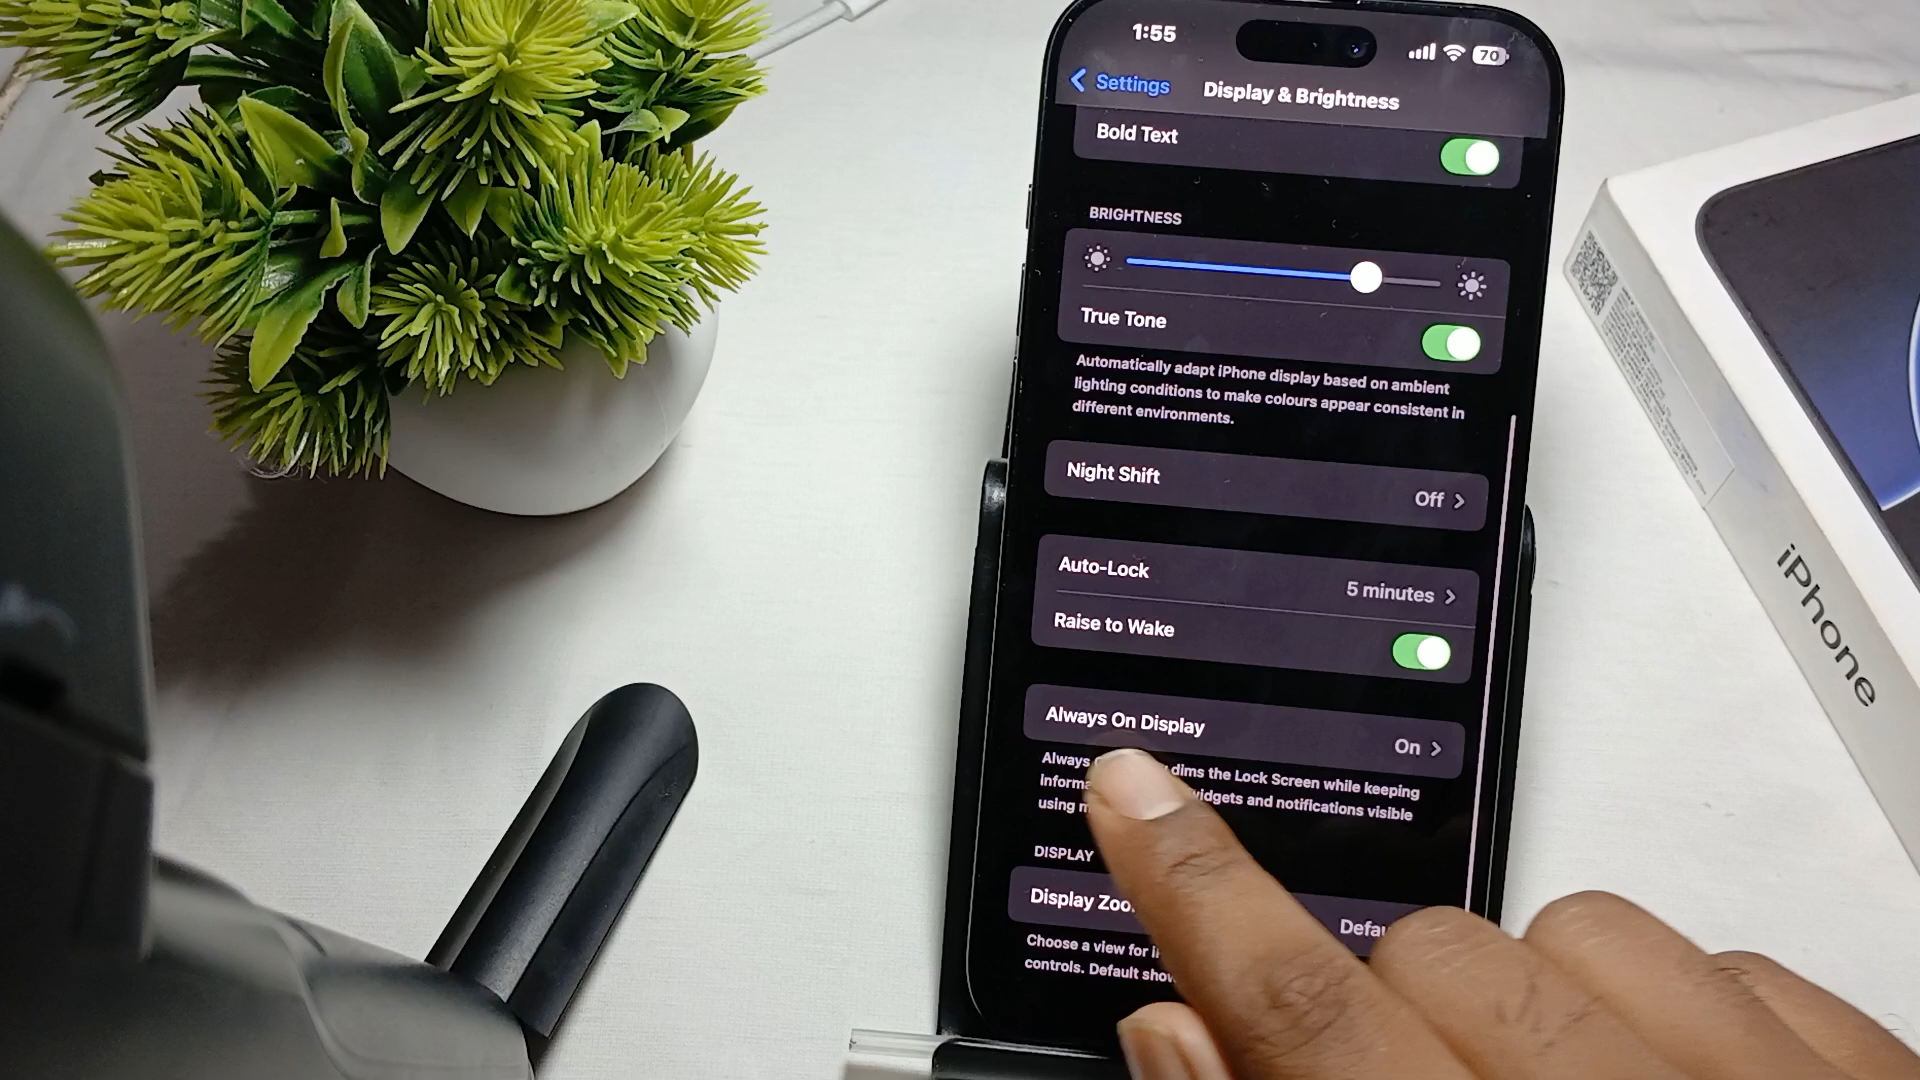 1:55
70
Settings
Display & Brightness
Bold Text
BRIGHTNESS
True Tone
Automatically adapt iPhone display based on ambient
lighting conditions to make colours appear consistent in
different environments.
Night Shift
Off
Auto-Lock
5 minutes
Raise to Wake
Always On Display
On
Always dims the Lock Screen while keeping
and notifications visible
using
DISPLAY
Display
Choose a view for
controls. Default
iPhone